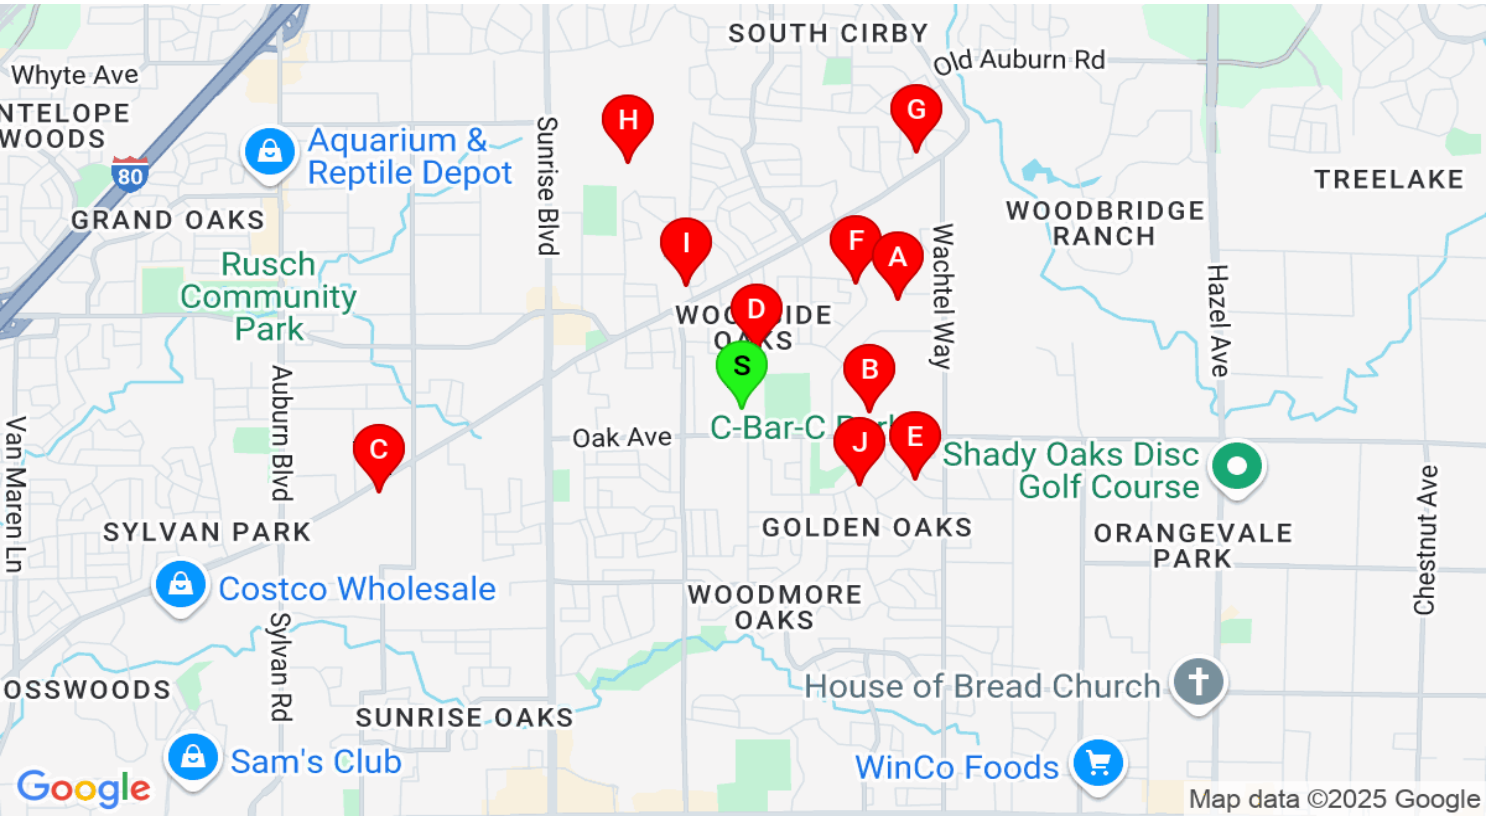 SOUTH CIRBY
Old Auburn Rd
Whyte Ave
NTELOPE
WOODS
80
Aquarium &
Reptile Depot
GRAND OAKS
Rusch
Community
Park
Sunrise Blvd
H
G
I
F
A
D
S
B
C
J
E
TREELAKE
WOODBRIDGE
RANCH
Wachtel Way
Hazel Ave
OAKS
Oak Ave
C-Bar-C
Auburn Blvd
Van Maren Ln
Shady Oaks Disc
Golf Course
SYLVAN PARK
GOLDEN OAKS
ORANGEVALE
PARK
Chestnut Ave
Costco Wholesale
WOODMORE
OAKS
Sylvan Rd
OSSWOODS
House of Bread Church
SUNRISE OAKS
Sam's Club
WinCo Foods
Google
Map data ©2025 Google